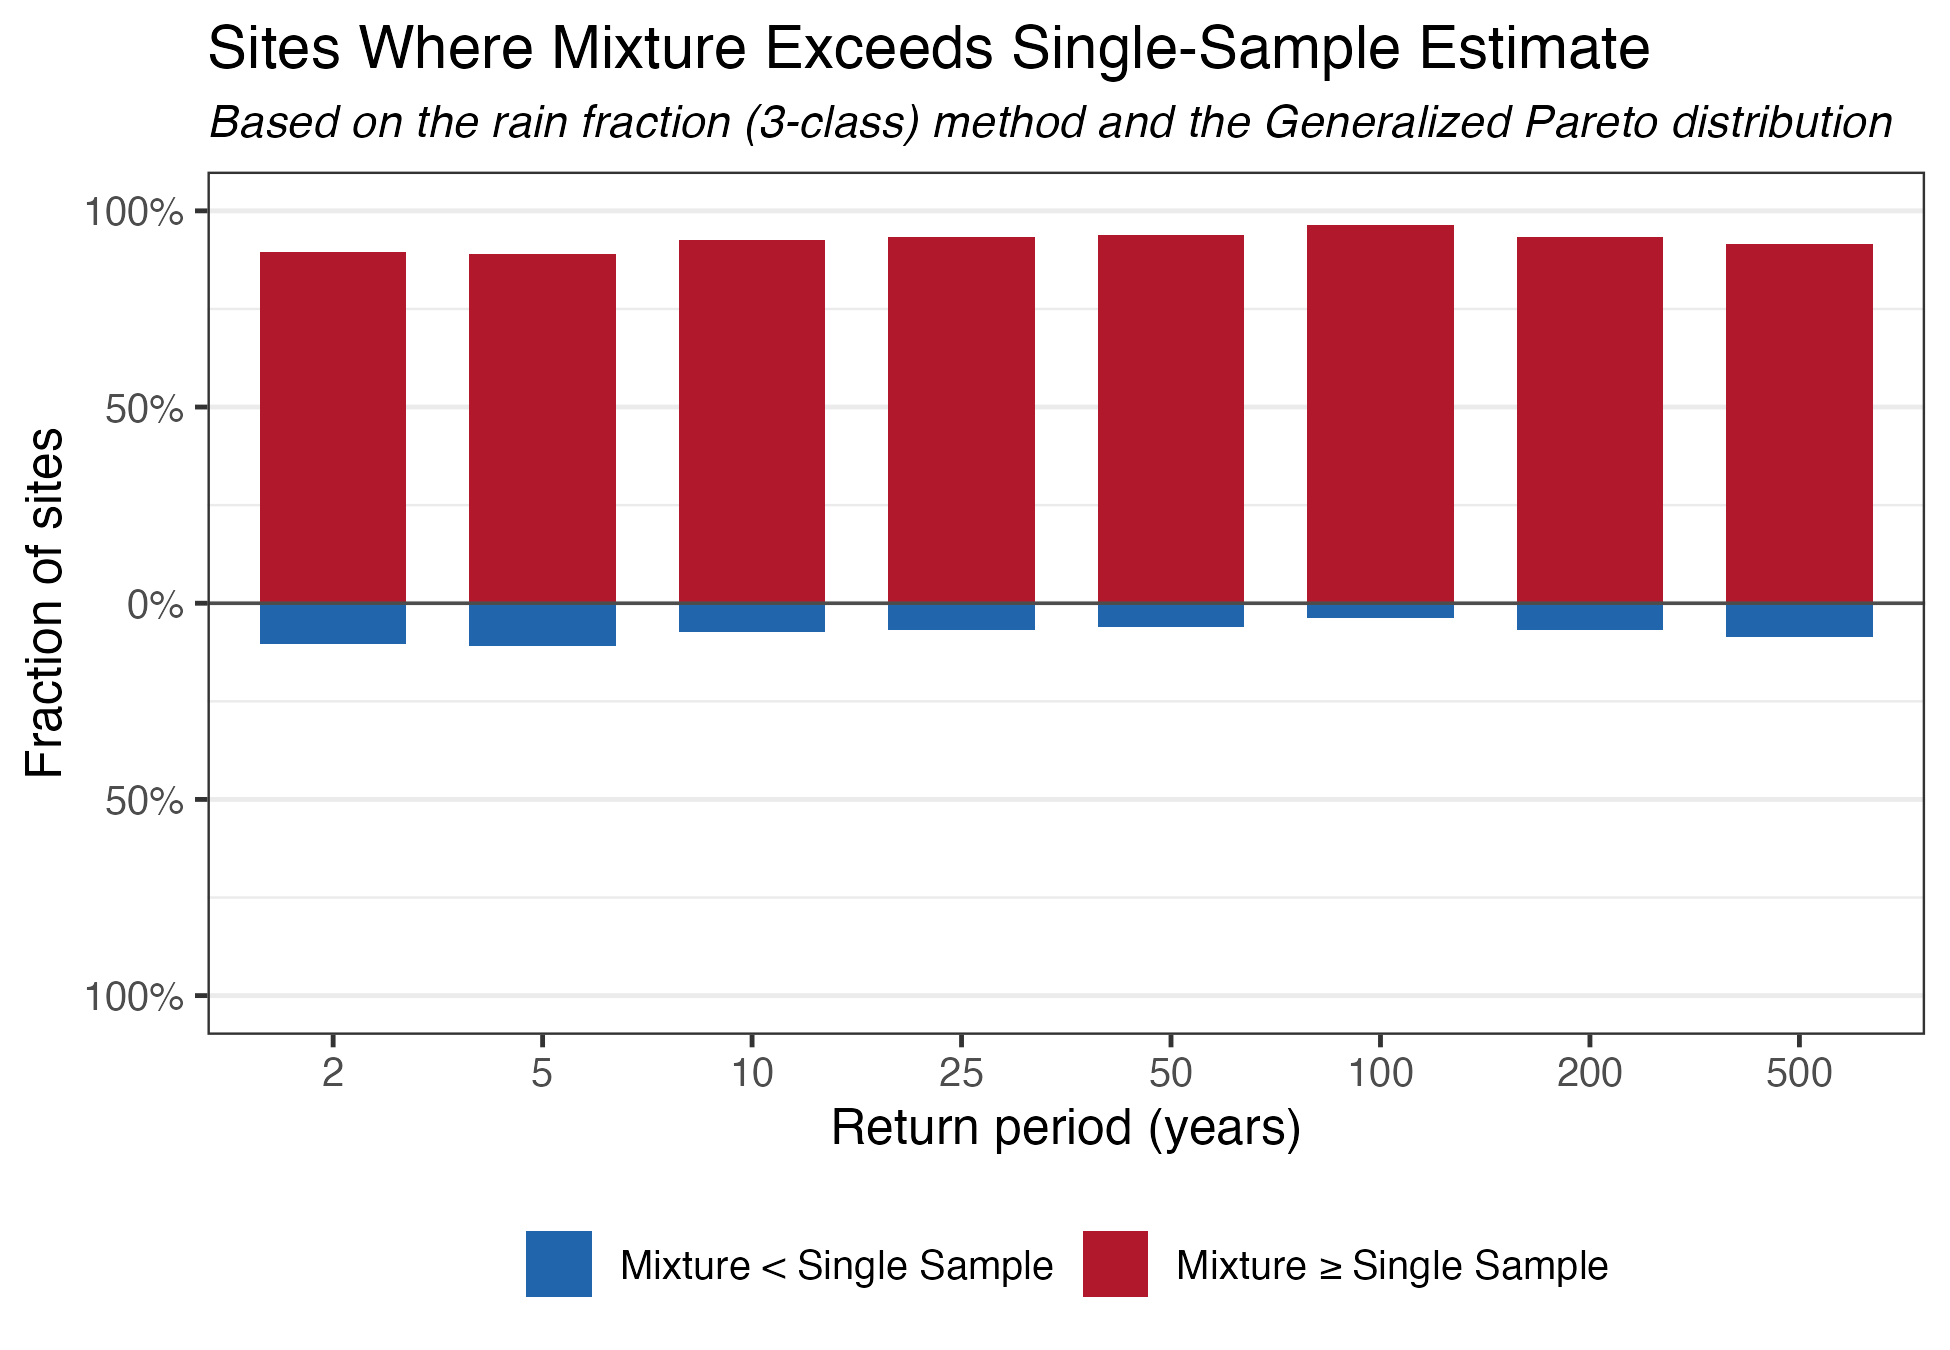 Sites Where Mixture Exceeds Single-Sample Estimate
Based on the rain fraction (3-class) method and the Generalized Pareto distribution
Fraction of sites
100%
50%
0%
50%
100%
2 5 10 25 50 100 200 500
Return period (years)
Mixture < Single Sample Mixture ≥ Single Sample